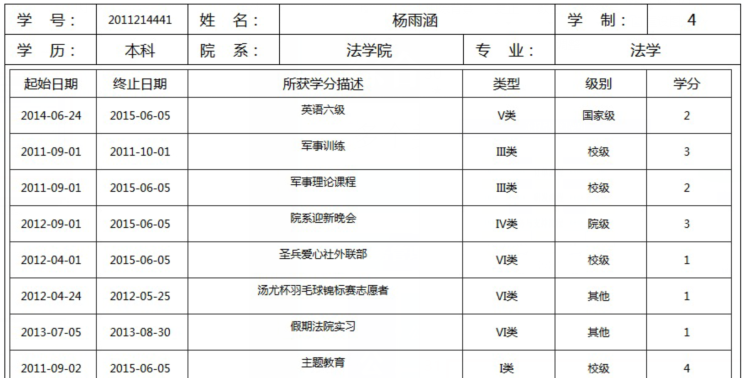 学 号： 2011214441 姓 名： 杨雨涵 学 制： 4
学 历： 本科 院 系： 法学院 专 业： 法学
起始日期 终止日期 所获学分描述 类型 级别 学分
2014-06-24 2015-06-05 英语六级 V类 国家级 2
2011-09-01 2011-10-01 军事训练 III类 校级 3
2011-09-01 2015-06-05 军事理论课程 III类 校级 2
2012-09-01 2015-06-05 院系迎新晚会 IV类 院级 3
2012-04-01 2015-06-05 圣兵爱心社外联部 VI类 校级 1
2012-04-24 2012-05-25 汤尤杯羽毛球锦标赛志愿者 VI类 其他 1
2013-07-05 2013-08-30 假期法院实习 VI类 其他 1
2011-09-02 2015-06-05 主题教育 I类 校级 4